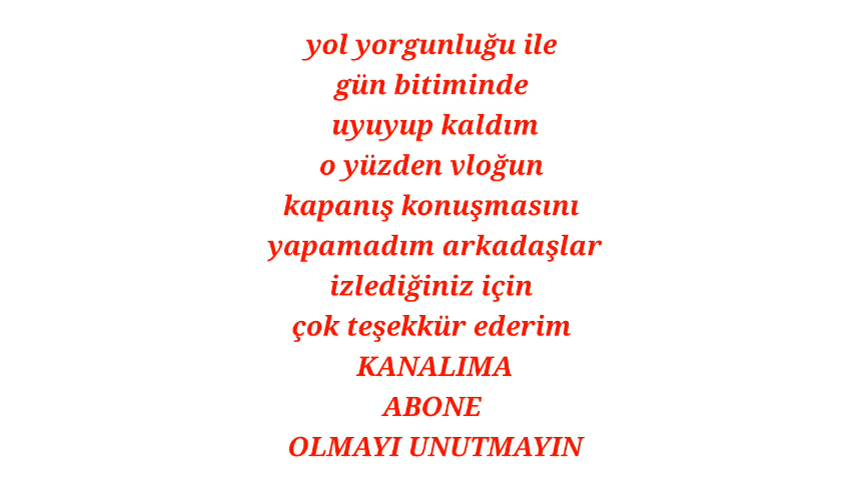 yol yorgunluğu ile
gün bitiminde
uyuyup kaldım
o yüzden vloğun
kapanış konuşmasını
yapamadım arkadaşlar
izlediğiniz için
çok teşekkür ederim
KANALIMA
ABONE
OLMAYI UNUTMAYIN